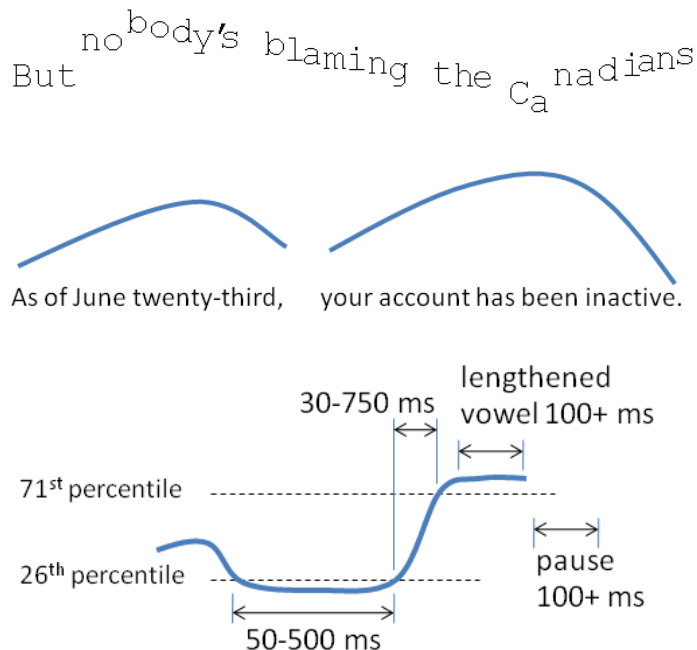 But nobody's blaming the Canadians
As of June twenty-third, your account has been inactive.
lengthened
30-750 ms vowel 100+ ms
71st percentile
26th percentile
pause
100+ ms
50-500 ms